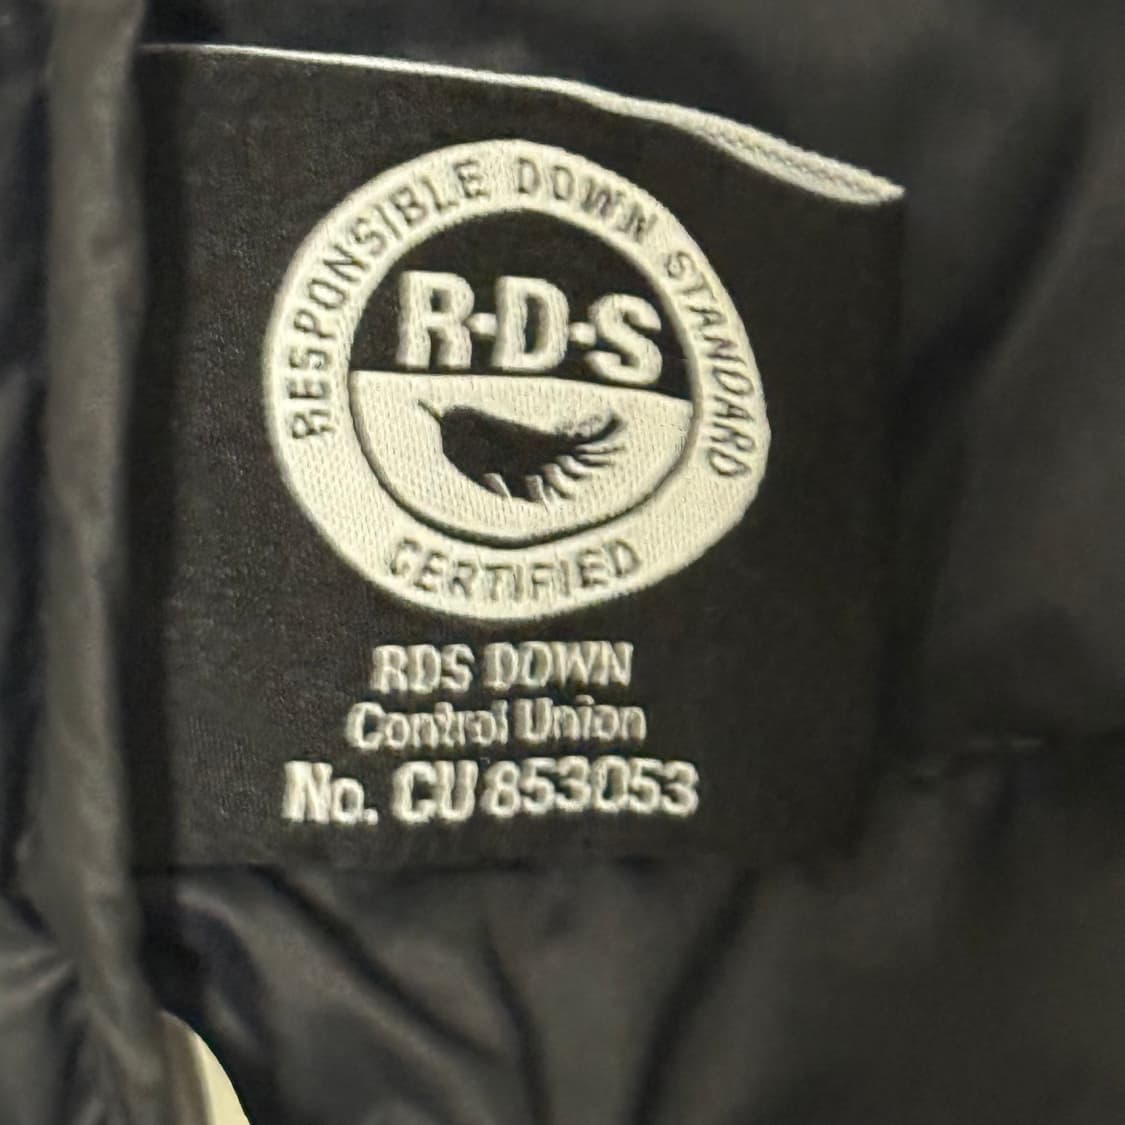 RESPONSIBLE DOWN STANDARD
R·D·S
CERTIFIED
RDS DOWN
Control Union
No. CU 853053